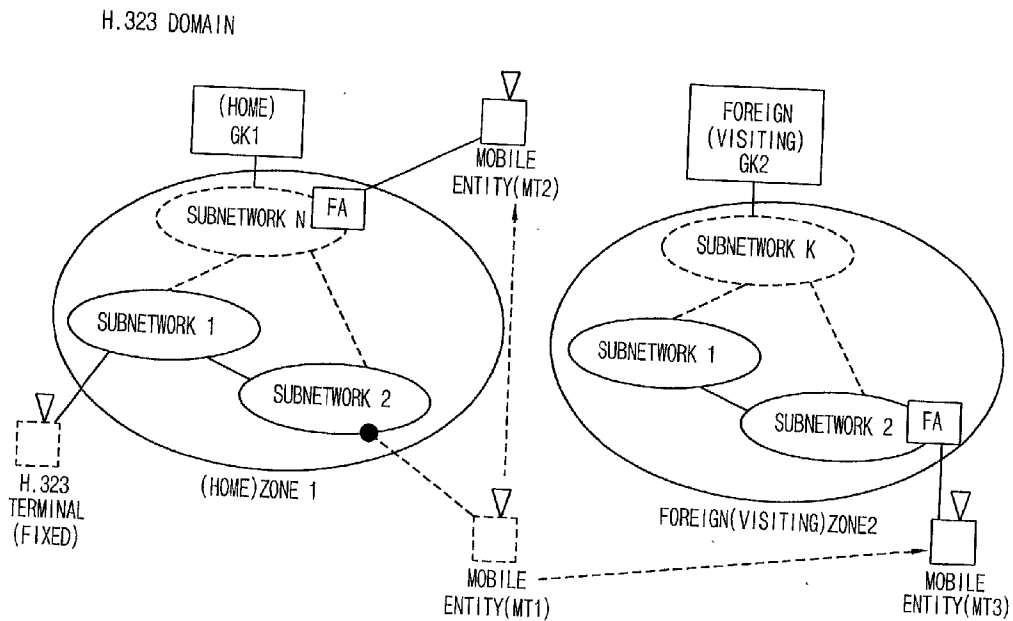 H.323 DOMAIN
(HOME)
GK1
MOBILE
ENTITY(MT2)
FOREIGN
(VISITING)
GK2
SUBNETWORK N
FA
SUBNETWORK 1
SUBNETWORK 2
SUBNETWORK K
SUBNETWORK 1
SUBNETWORK 2
FA
H.323
TERMINAL
(FIXED)
(HOME)ZONE 1
FOREIGN(VISITING)ZONE2
MOBILE
ENTITY(MT1)
MOBILE
ENTITY(MT3)